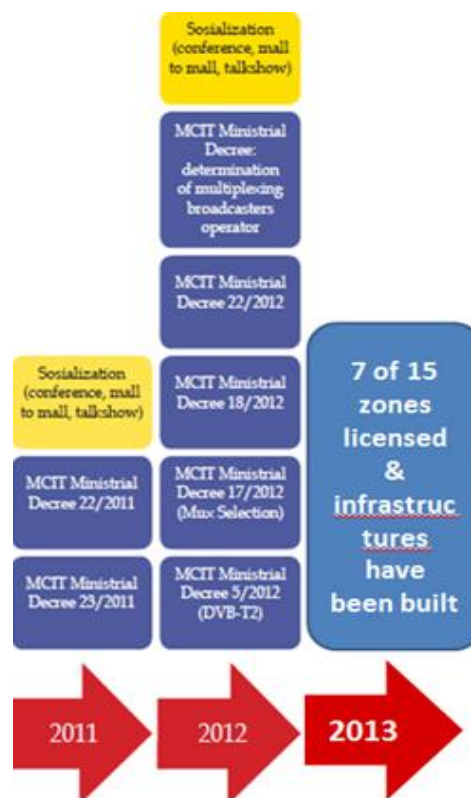 Sosialization
(conference, mall
to mall, talkshow)
MCIT Ministrial
Decree:
determination
of multiplexing
broadcasters
operator
MCIT Ministrial
Decree 22/2012
Sosialization
(conference, mall
to mall, talkshow)
MCIT Ministrial
Decree 18/2012
MCIT Ministrial
Decree 22/2011
MCIT Ministrial
Decree 17/2012
(Mux Selection)
MCIT Ministrial
Decree 23/2011
MCIT Ministrial
Decree 5/2012
(DVB-T2)
7 of 15
zones
licensed
&
infrastruc
tures
have
been built
2011
2012
2013